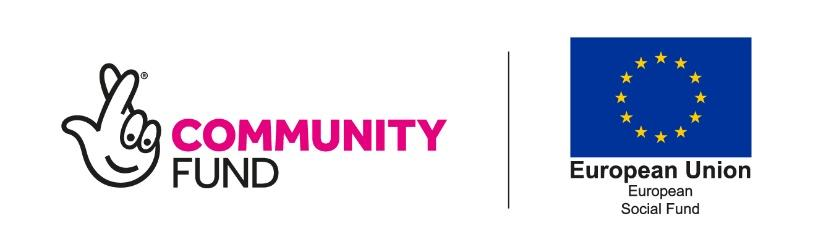 ®
COMMUNITY
FUND
European Union
European
Social Fund